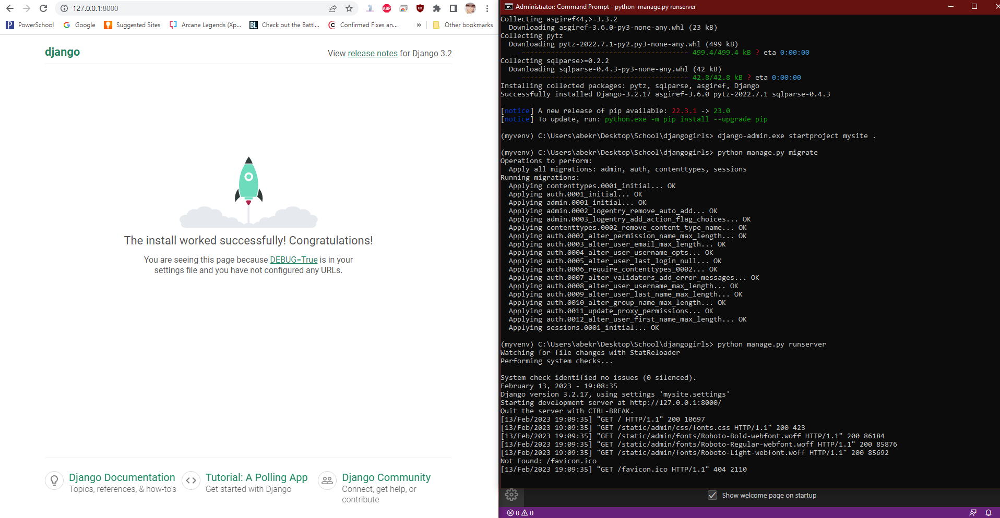 127.0.0.1:8000
PowerSchool
Google
Suggested Sites
Arcane Legends (Xp...
Check out the Battl...
Confirmed Fixes an...
»
Other bookmarks
django
View release notes for Django 3.2
The install worked successfully! Congratulations!
You are seeing this page because DEBUG=True is in your
settings file and you have not configured any URLs.
Django Documentation
Topics, references, & how-to's
Tutorial: A Polling App
Get started with Django
Django Community
Connect, get help, or
contribute
Administrator: Command Prompt - python  manage.py runserver
Collecting asgiref<4,>=3.3.2
  Downloading asgiref-3.6.0-py3-none-any.whl (23 kB)
Collecting pytz
  Downloading pytz-2022.7.1-py2.py3-none-any.whl (499 kB)
     ---------------------------------------- 499.4/499.4 kB ? eta 0:00:00
Collecting sqlparse>=0.2.2
  Downloading sqlparse-0.4.3-py3-none-any.whl (42 kB)
     ---------------------------------------- 42.8/42.8 kB ? eta 0:00:00
Installing collected packages: pytz, sqlparse, asgiref, Django
Successfully installed Django-3.2.17 asgiref-3.6.0 pytz-2022.7.1 sqlparse-0.4.3
[notice] A new release of pip available: 22.3.1 -> 23.0
[notice] To update, run: python.exe -m pip install --upgrade pip
(myvenv) C:\Users\abekr\Desktop\School\djangogirls> django-admin.exe startproject mysite .
(myvenv) C:\Users\abekr\Desktop\School\djangogirls> python manage.py migrate
Operations to perform:
  Apply all migrations: admin, auth, contenttypes, sessions
Running migrations:
  Applying contenttypes.0001_initial... OK
  Applying auth.0001_initial... OK
  Applying admin.0001_initial... OK
  Applying admin.0002_logentry_remove_auto_add... OK
  Applying admin.0003_logentry_add_action_flag_choices... OK
  Applying contenttypes.0002_remove_content_type_name... OK
  Applying auth.0002_alter_permission_name_max_length... OK
  Applying auth.0003_alter_user_email_max_length... OK
  Applying auth.0004_alter_user_username_opts... OK
  Applying auth.0005_alter_user_last_login_null... OK
  Applying auth.0006_require_contenttypes_0002... OK
  Applying auth.0007_alter_validators_add_error_messages... OK
  Applying auth.0008_alter_user_username_max_length... OK
  Applying auth.0009_alter_user_last_name_max_length... OK
  Applying auth.0010_alter_group_name_max_length... OK
  Applying auth.0011_update_proxy_permissions... OK
  Applying auth.0012_alter_user_first_name_max_length... OK
  Applying sessions.0001_initial... OK
(myvenv) C:\Users\abekr\Desktop\School\djangogirls> python manage.py runserver
Watching for file changes with StatReloader
Performing system checks...
System check identified no issues (0 silenced).
February 13, 2023 - 19:08:35
Django version 3.2.17, using settings 'mysite.settings'
Starting development server at http://127.0.0.1:8000/
Quit the server with CTRL-BREAK.
[13/Feb/2023 19:09:35] "GET / HTTP/1.1" 200 10697
[13/Feb/2023 19:09:35] "GET /static/admin/css/fonts.css HTTP/1.1" 200 423
[13/Feb/2023 19:09:35] "GET /static/admin/fonts/Roboto-Bold-webfont.woff HTTP/1.1" 200 86184
[13/Feb/2023 19:09:35] "GET /static/admin/fonts/Roboto-Regular-webfont.woff HTTP/1.1" 200 85876
[13/Feb/2023 19:09:35] "GET /static/admin/fonts/Roboto-Light-webfont.woff HTTP/1.1" 200 85692
Not Found: /favicon.ico
[13/Feb/2023 19:09:35] "GET /favicon.ico HTTP/1.1" 404 2110
Show welcome page on startup
0 0